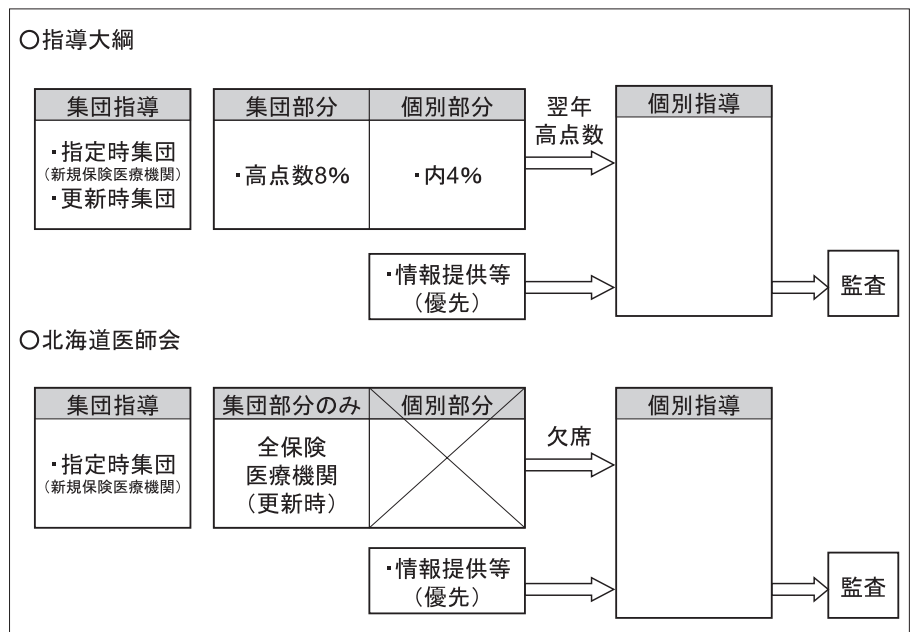 ○指導大綱
集団指導
・指定時集団
(新規保険医療機関)
・更新時集団
集団部分
・高点数8%
個別部分
・内4%
翌年
高点数
個別指導
・情報提供等
(優先)
監査
○北海道医師会
集団指導
・指定時集団
(新規保険医療機関)
集団部分のみ
全保険
医療機関
(更新時)
個別部分
欠席
個別指導
・情報提供等
(優先)
監査